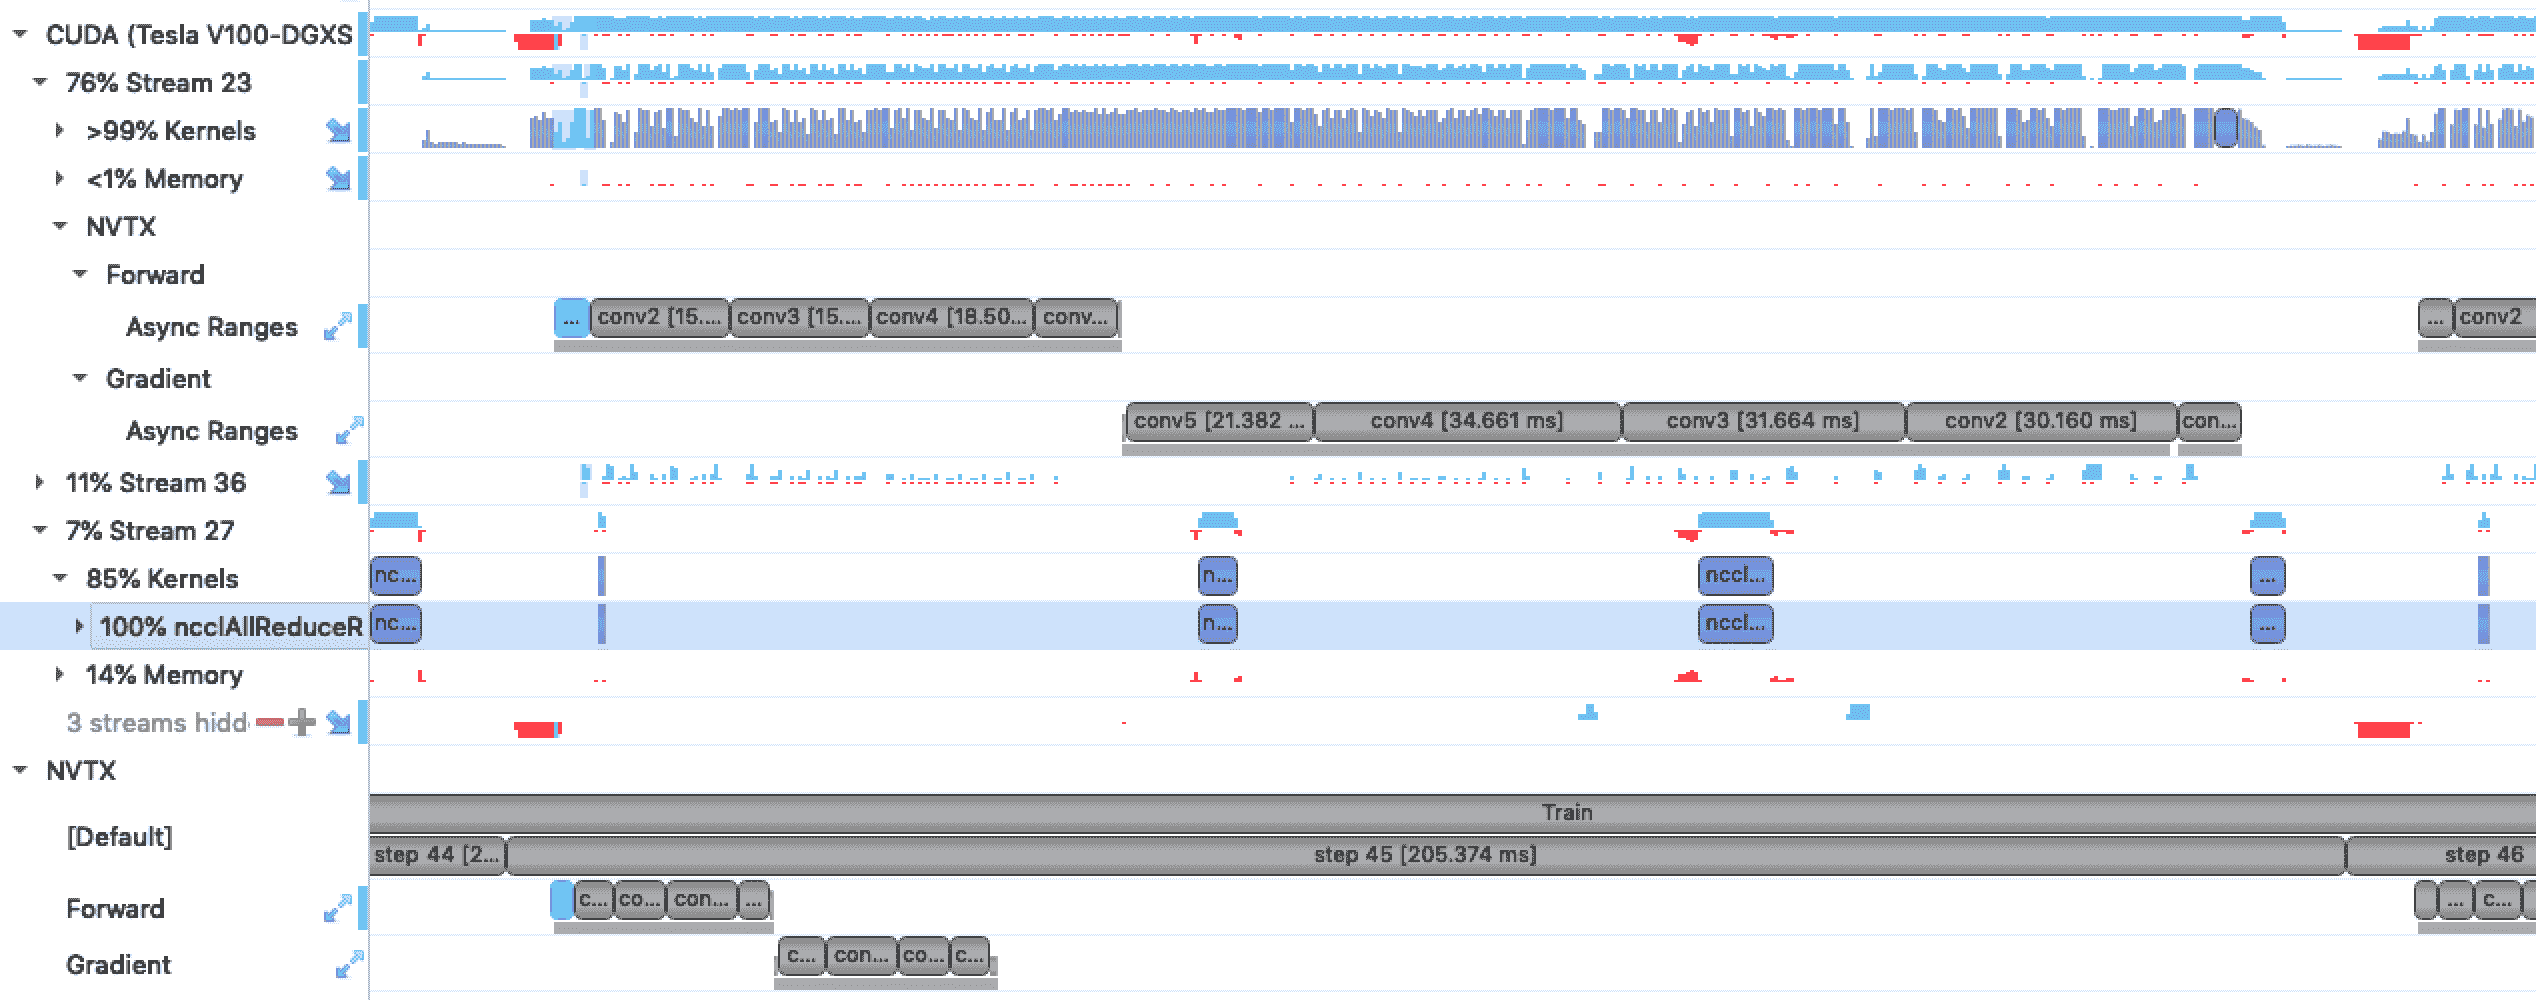 CUDA (Tesla V100-DGXS
76% Stream 23
>99% Kernels
<1% Memory
NVTX
Forward
Async Ranges ... conv2 [15.... conv3 [15.... conv4 [18.50... conv... ... conv2
Gradient
Async Ranges conv5 [21.382 ... conv4 [34.661 ms] conv3 [31.664 ms] conv2 [30.160 ms] con...
11% Stream 36
7% Stream 27
85% Kernels nc... n... nccl... ...
100% ncclAllReduceR nc... n... nccl... ...
14% Memory
3 streams hidd
NVTX
Train
[Default]
step 44 [2... step 45 [205.374 ms] step 46
Forward c... co... con... ... ... c...
Gradient c... con... co... c...